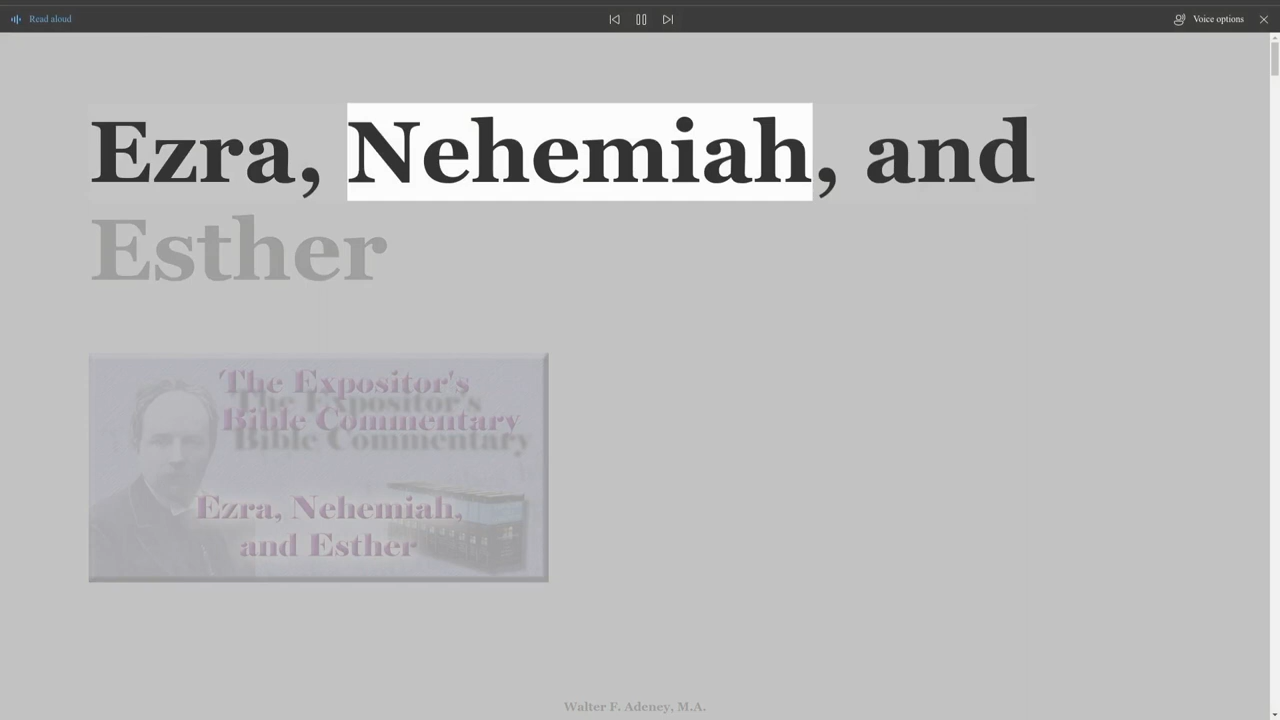 Read aloud
Voice options
Ezra, Nehemiah, and
Esther
The Expositor's
Bible Commentary
Ezra, Nehemiah,
and Esther
Walter F. Adeney, M.A.